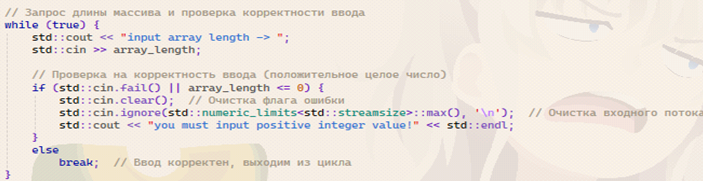 // Запрос длины массива и проверка корректности ввода
while (true) {
    std::cout << "input array length -> ";
    std::cin >> array_length;

    // Проверка на корректность ввода (положительное целое число)
    if (std::cin.fail() || array_length <= 0) {
        std::cin.clear();  // Очистка флага ошибки
        std::cin.ignore(std::numeric_limits<std::streamsize>::max(), '\n');  // Очистка входного потока
        std::cout << "you must input positive integer value!" << std::endl;
    }
    else
        break;  // Ввод корректен, выходим из цикла
}